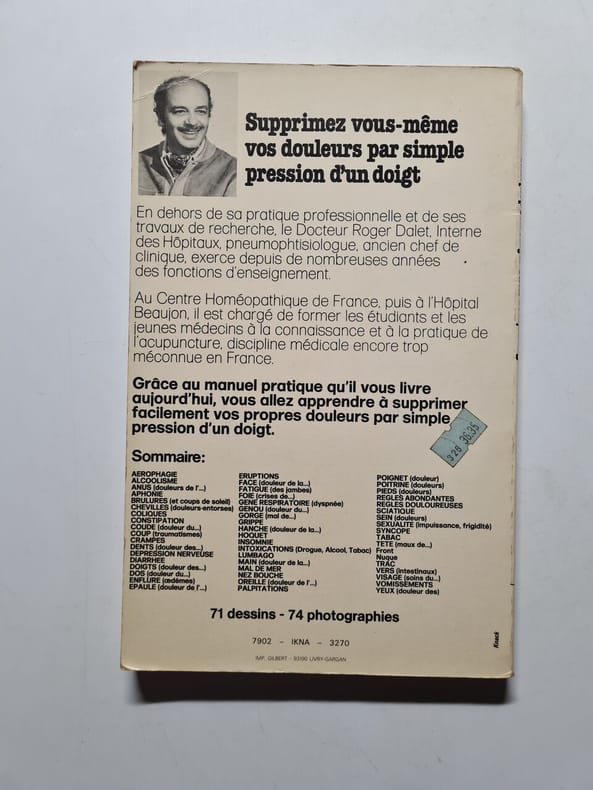 Supprimez vous-même
vos douleurs par simple
pression d'un doigt
En dehors de sa pratique professionnelle et de ses
travaux de recherche, le Docteur Roger Dalet, Interne
des Hôpitaux, pneumophtisiologue, ancien chef de
clinique, exerce depuis de nombreuses années
des fonctions d'enseignement.
Au Centre Homéopathique de France, puis à l'Hôpital
Beaujon, il est chargé de former les étudiants et les
jeunes médecins à la connaissance et à la pratique de
l'acupuncture, discipline médicale encore trop
méconnue en France.
Grâce au manuel pratique qu'il vous livre
aujourd'hui, vous allez apprendre à supprimer
facilement vos propres douleurs par simple
pression d'un doigt.
328 36.35
Sommaire:
AEROPHAGIE
ALCOOLISME
ANUS (douleurs de l'...)
APHONIE
BRULURES (et coups de soleil)
CHEVILLES (douleurs-entorses)
COLIQUES
CONSTIPATION
COUDE (douleur du...)
COUP (traumatismes)
CRAMPES
DENTS (douleur des...)
DEPRESSION NERVEUSE
DIARRHEE
DOIGTS (douleur des...)
DOS (douleur du...)
ENFLURE (œdèmes)
EPAULE (douleur de l'...)
ERUPTIONS
FACE (douleur de la...)
FATIGUE (des jambes)
FOIE (crises de...)
GENE RESPIRATOIRE (dyspnée)
GENOU (douleur du...)
GORGE (mal de...)
GRIPPE
HANCHE (douleur de la...)
HOQUET
INSOMNIE
INTOXICATIONS (Drogue, Alcool, Tabac)
LUMBAGO
MAIN (douleur de la...)
MAL DE MER
NEZ BOUCHE
OREILLE (douleur de l'...)
PALPITATIONS
POIGNET (douleur)
POITRINE (douleurs)
PIEDS (douleurs)
REGLES ABONDANTES
REGLES DOULOUREUSES
SCIATIQUE
SEIN (douleurs)
SEXUALITE (impuissance, frigidité)
SYNCOPE
TABAC
TETE (maux de...)
Front
Nuque
TRAC
VERS (intestinaux)
VISAGE (soins du...)
VOMISSEMENTS
YEUX (douleur des)
71 dessins - 74 photographies
7902 - IKNA - 3270
IMP. GILBERT - 93190 LIVRY-GARGAN
Knack